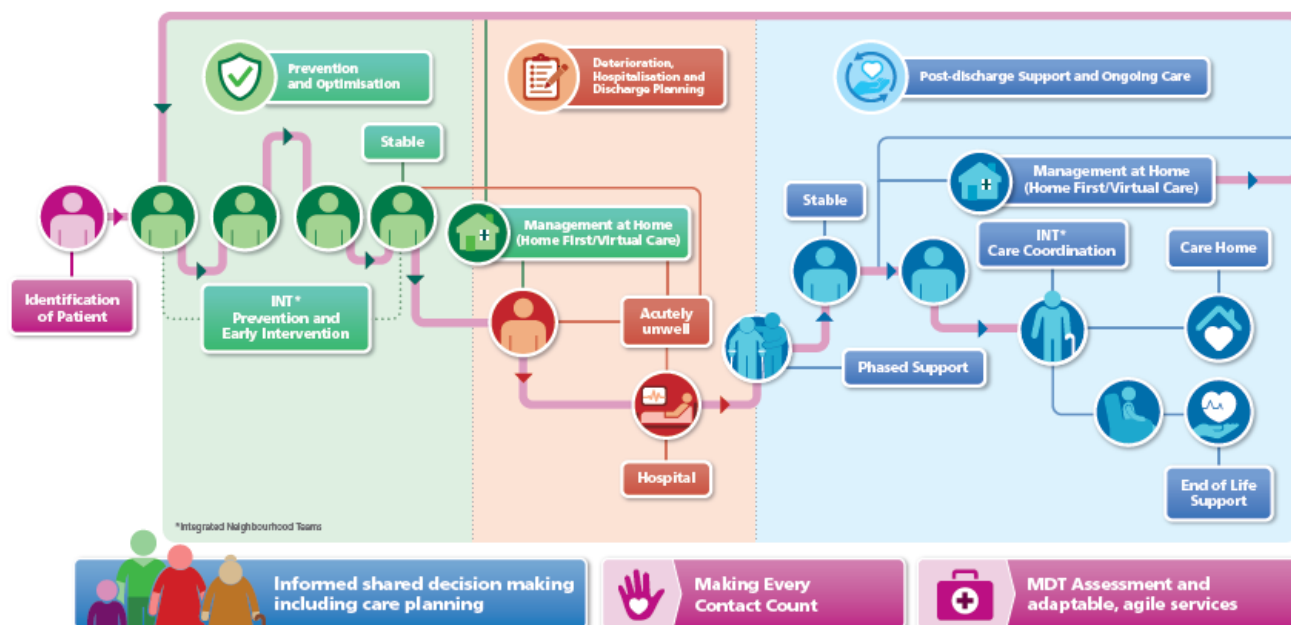 Prevention
and Optimisation
Deterioration,
Hospitalisation and
Discharge Planning
Post-discharge Support and Ongoing Care
Stable
Management at Home
(Home First/Virtual Care)
Management at Home
(Home First/Virtual Care)
Stable
INT*
Care Coordination
Care Home
Identification
of Patient
INT*
Prevention and
Early Intervention
Acutely
unwell
Phased Support
Hospital
End of Life
Support
*Integrated Neighbourhood Teams
Informed shared decision making
including care planning
Making Every
Contact Count
MDT Assessment and
adaptable, agile services